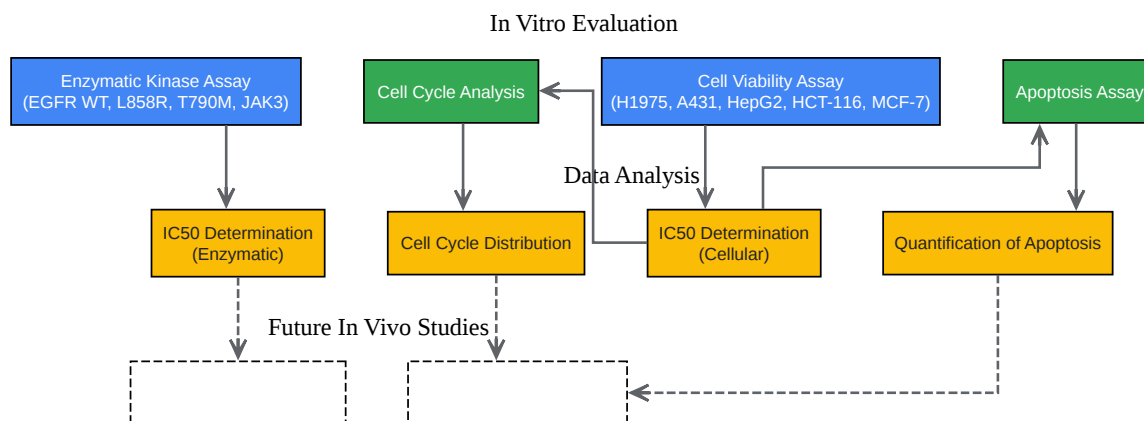 In Vitro Evaluation
Enzymatic Kinase Assay
(EGFR WT, L858R, T790M, JAK3)
Cell Cycle Analysis
Cell Viability Assay
(H1975, A431, HepG2, HCT-116, MCF-7)
Apoptosis Assay
Data Analysis
IC50 Determination
(Enzymatic)
Cell Cycle Distribution
IC50 Determination
(Cellular)
Quantification of Apoptosis
Future In Vivo Studies